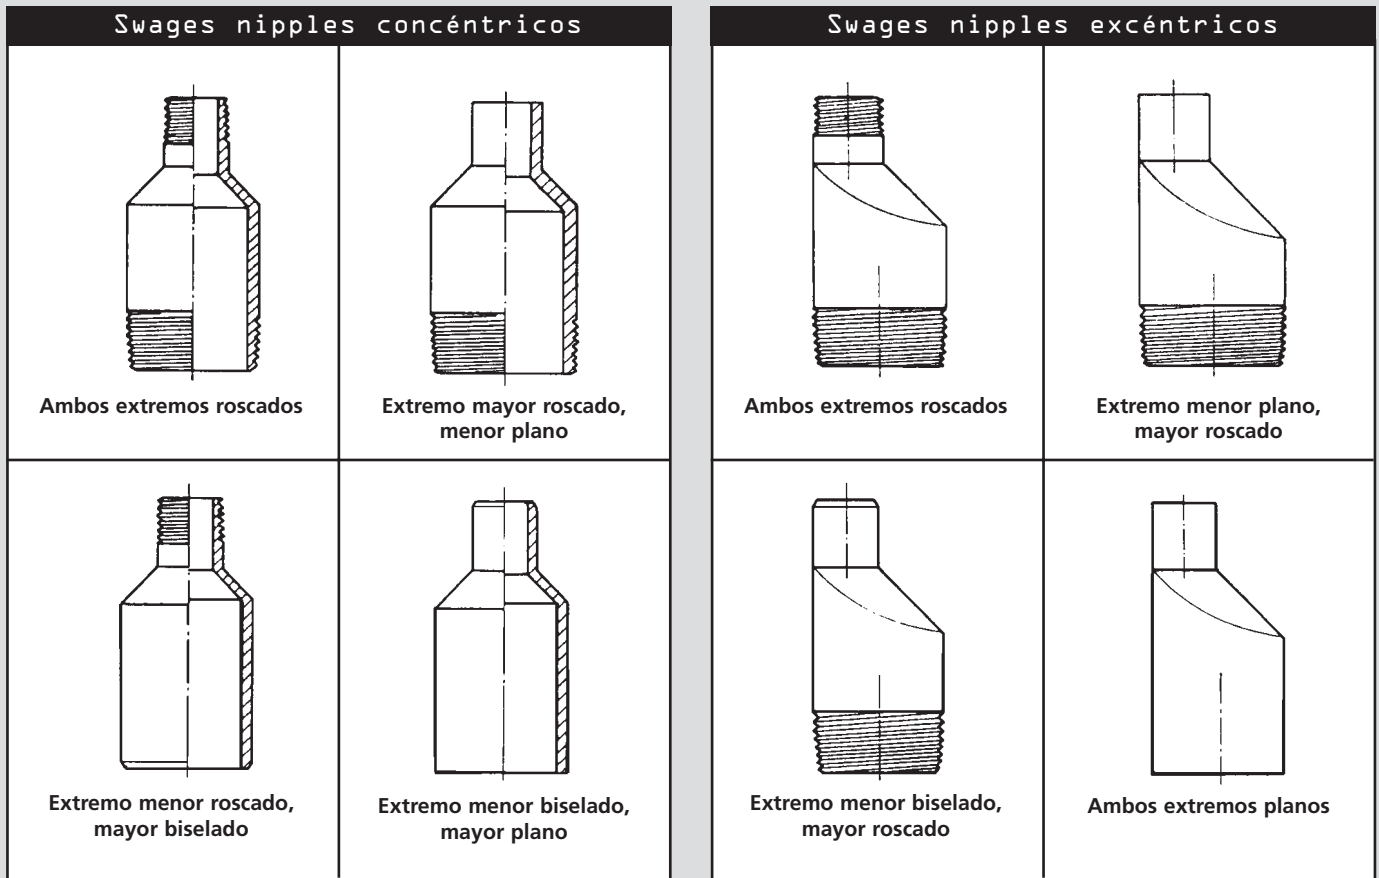 Swages nipples concéntricos
Ambos extremos roscados
Extremo mayor roscado,
menor plano
Extremo menor roscado,
mayor biselado
Extremo menor biselado,
mayor plano
Swages nipples excéntricos
Ambos extremos roscados
Extremo menor plano,
mayor roscado
Extremo menor biselado,
mayor roscado
Ambos extremos planos